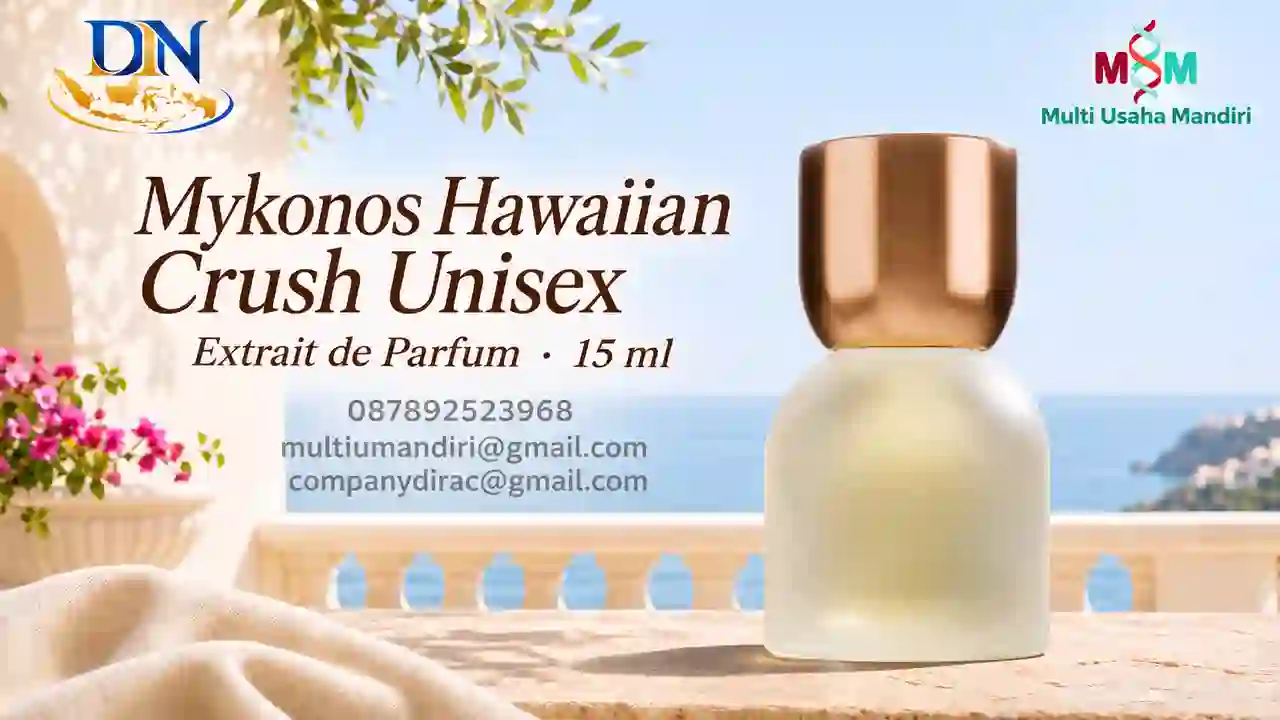 DN
MSM
Multi Usaha Mandiri
Mykonos Hawaiian
Crush Unisex
Extrait de Parfum · 15 ml
087892523968
multiumandiri@gmail.com
companydirac@gmail.com